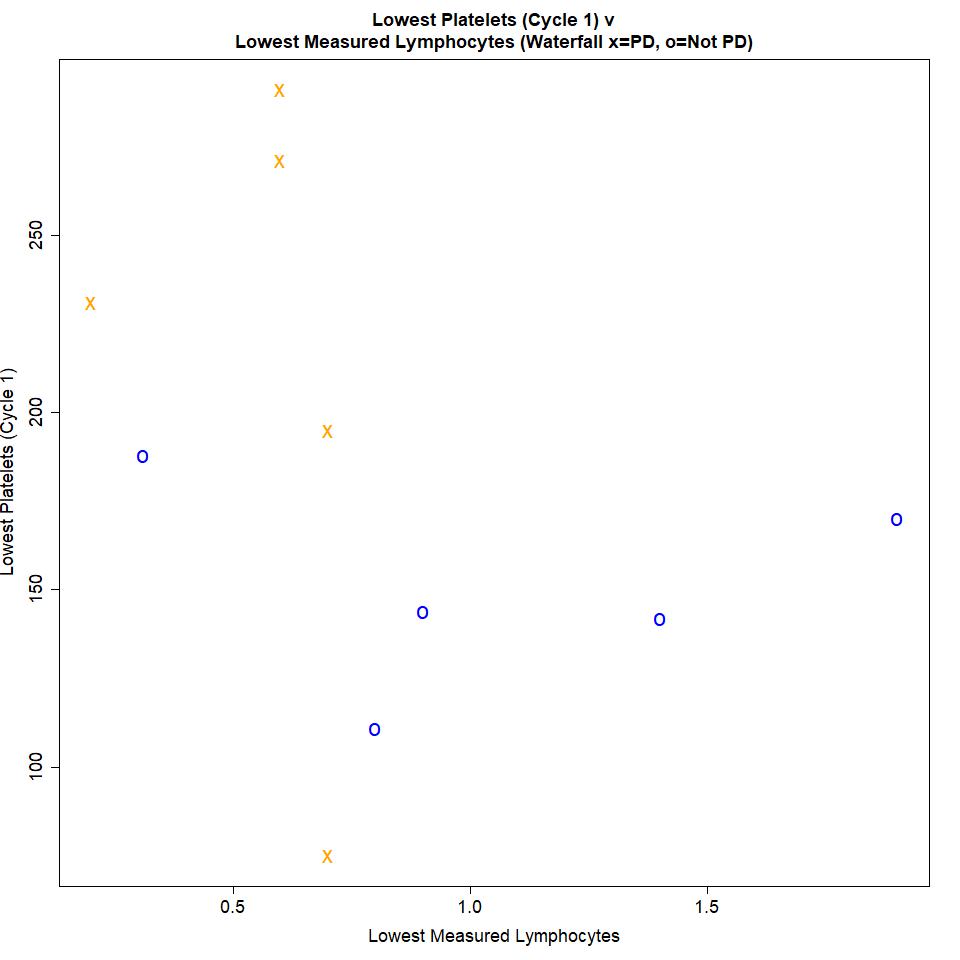 Lowest Platelets (Cycle 1) v
Lowest Measured Lymphocytes (Waterfall x=PD, o=Not PD)
X
X
250
X
200
X
O
Lowest Platelets (Cycle 1)
O
150
O
O
O
100
X
0.5 1.0 1.5
Lowest Measured Lymphocytes